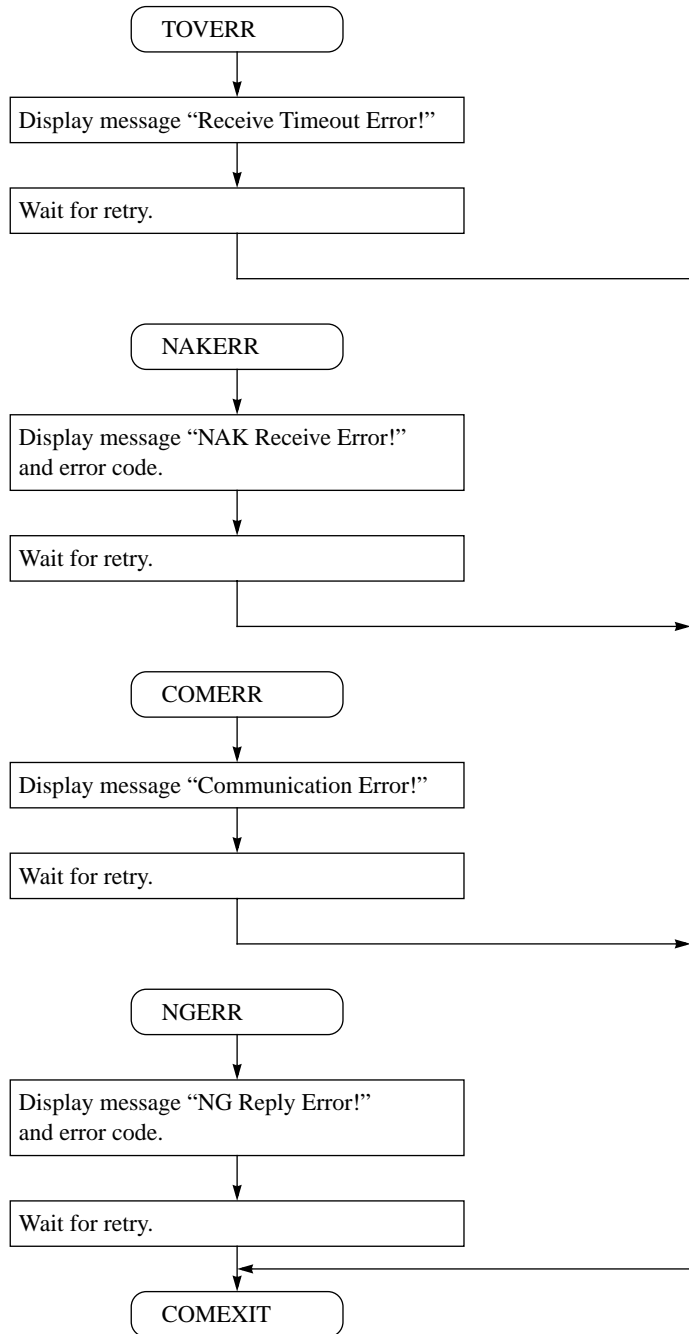 TOVERR
Display message “Receive Timeout Error!”
Wait for retry.
NAKERR
Display message “NAK Receive Error!”
and error code.
Wait for retry.
COMERR
Display message “Communication Error!”
Wait for retry.
NGERR
Display message “NG Reply Error!”
and error code.
Wait for retry.
COMEXIT